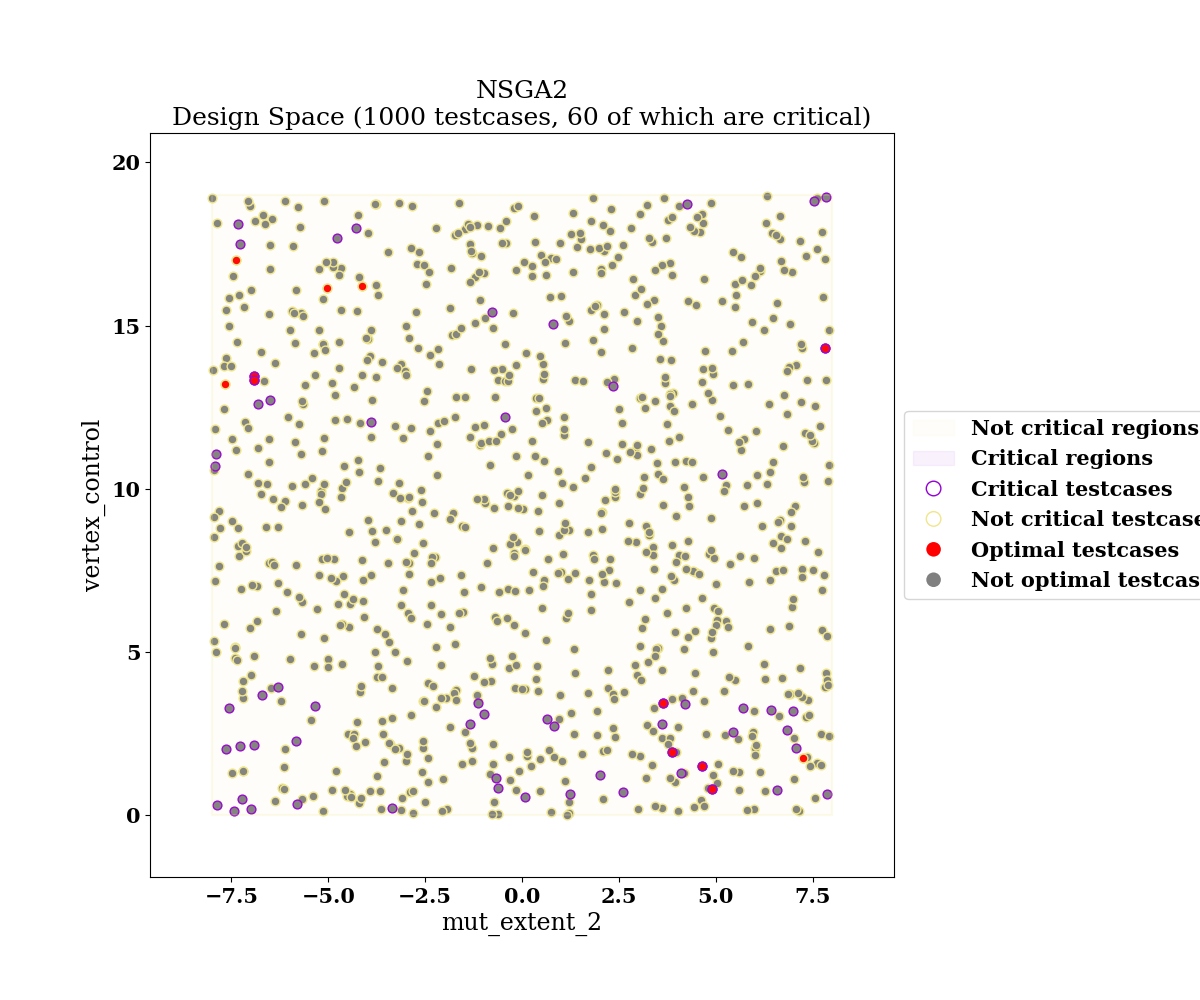 NSGA2
Design Space (1000 testcases, 60 of which are critical)
20
15
10
5
0
vertex_control
−7.5 −5.0 −2.5 0.0 2.5 5.0 7.5
mut_extent_2
Not critical regions
Critical regions
Critical testcases
Not critical testcase
Optimal testcases
Not optimal testcas